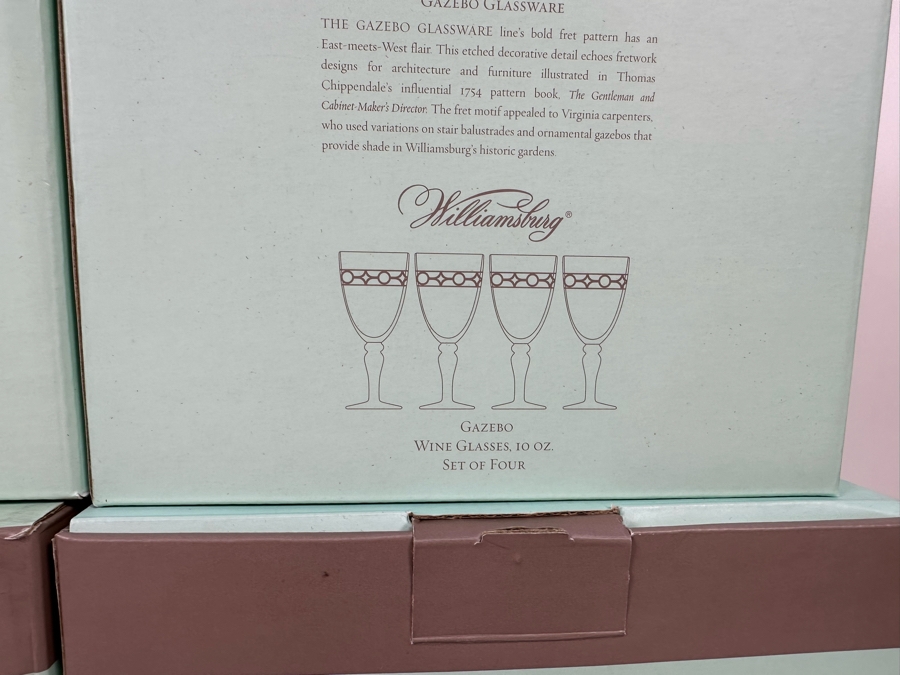 GAZEBO GLASSWARE
THE GAZEBO GLASSWARE line's bold fret pattern has an
East-meets-West flair. This etched decorative detail echoes fretwork
designs for architecture and furniture illustrated in Thomas
Chippendale's influential 1754 pattern book, The Gentleman and
Cabinet-Maker's Director. The fret motif appealed to Virginia carpenters,
who used variations on stair balustrades and ornamental gazebos that
provide shade in Williamsburg's historic gardens.
Williamsburg®
GAZEBO
WINE GLASSES, 10 OZ.
SET OF FOUR